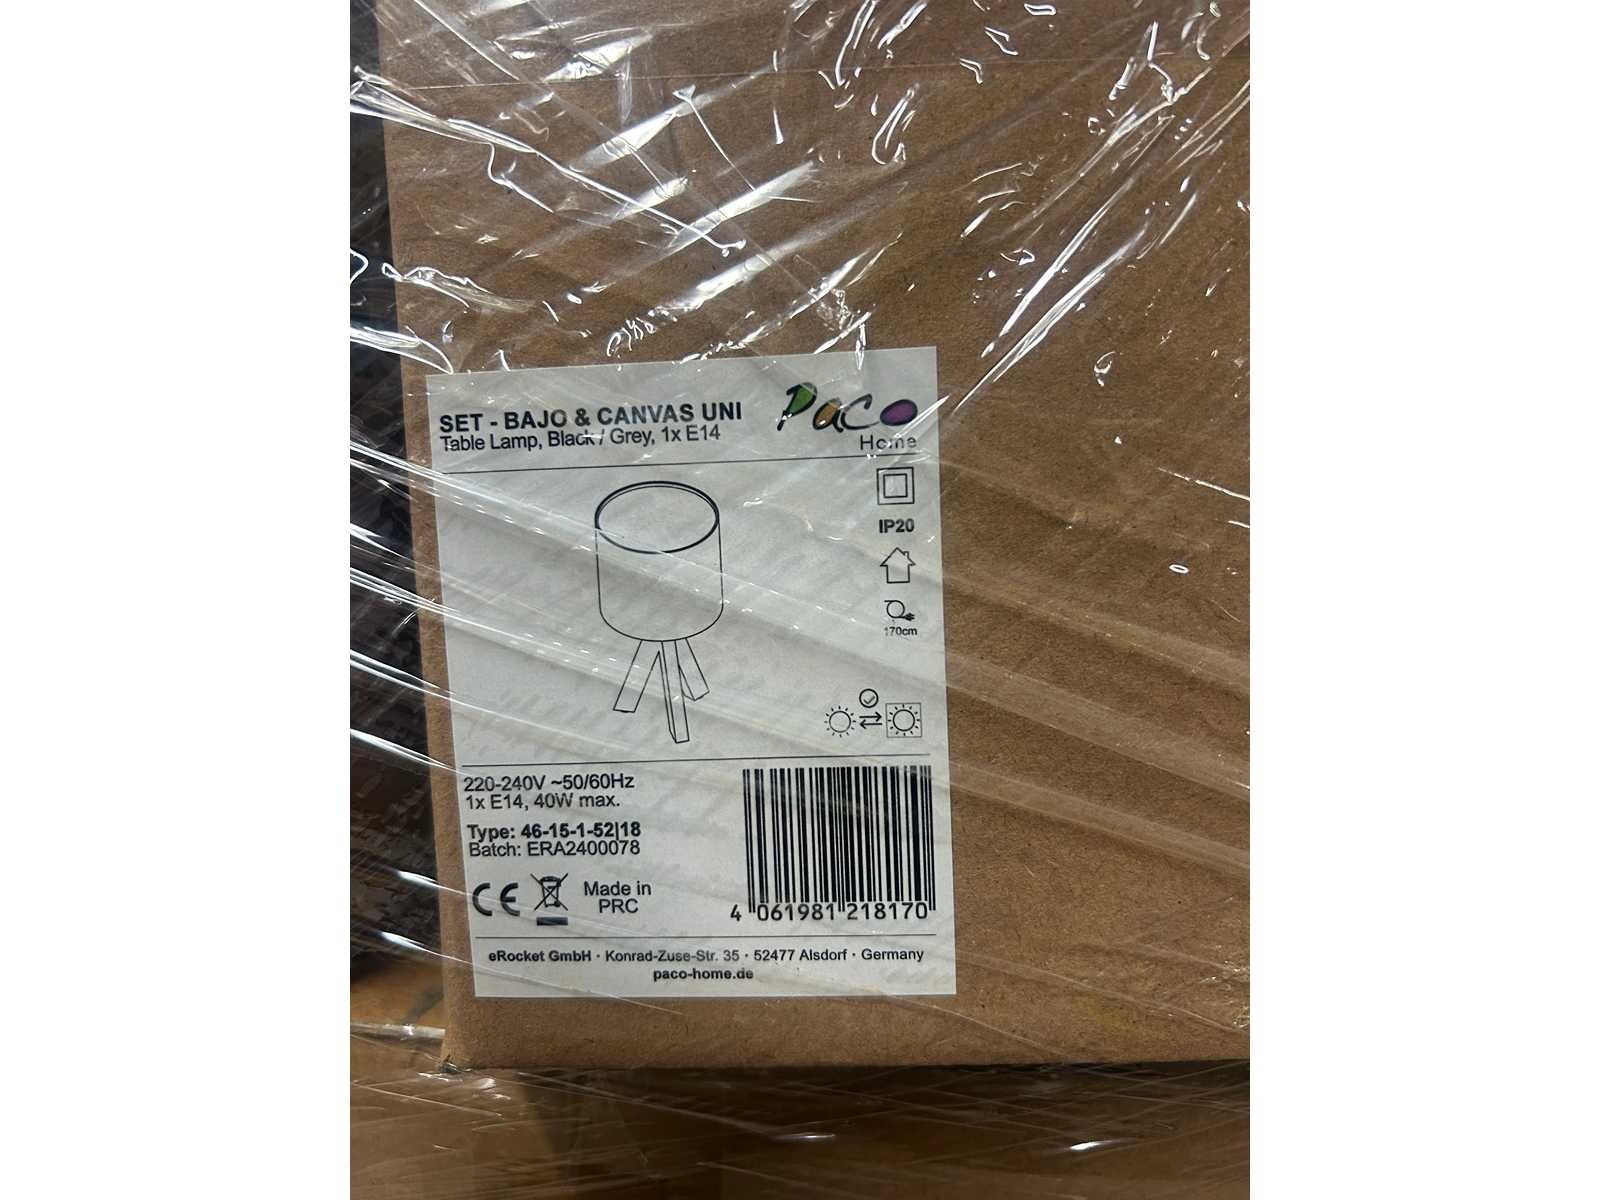 SET - BAJO & CANVAS UNI
Table Lamp, Black / Grey, 1x E14
Paco
Home
IP20
170cm
220-240V ~50/60Hz
1x E14, 40W max.
Type: 46-15-1-52|18
Batch: ERA2400078
CE
Made in
PRC
4 061981 218170
eRocket GmbH · Konrad-Zuse-Str. 35 · 52477 Alsdorf · Germany
paco-home.de